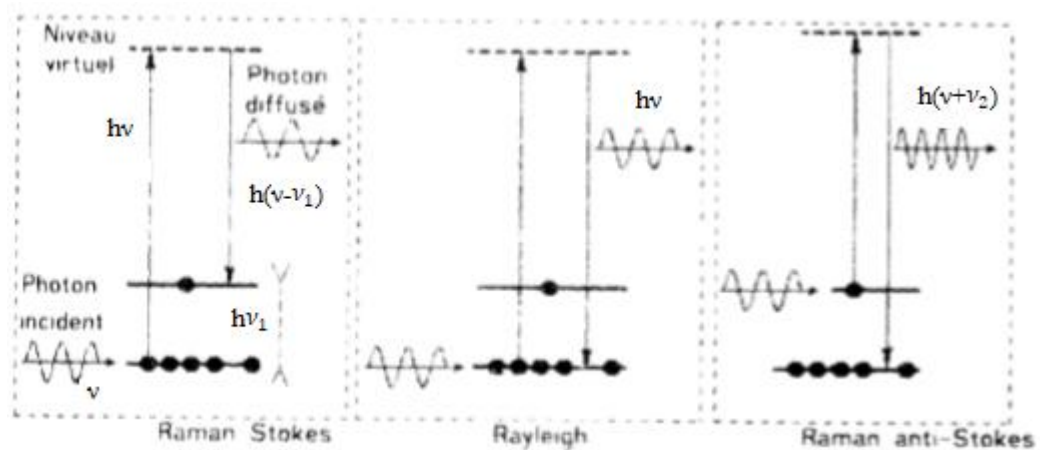 Niveau
virtuel
Photon
diffusé
hν
h(ν-ν₁)
Photon
incident
hν₁
ν
Raman Stokes
hν
Rayleigh
h(ν+ν₂)
Raman anti-Stokes